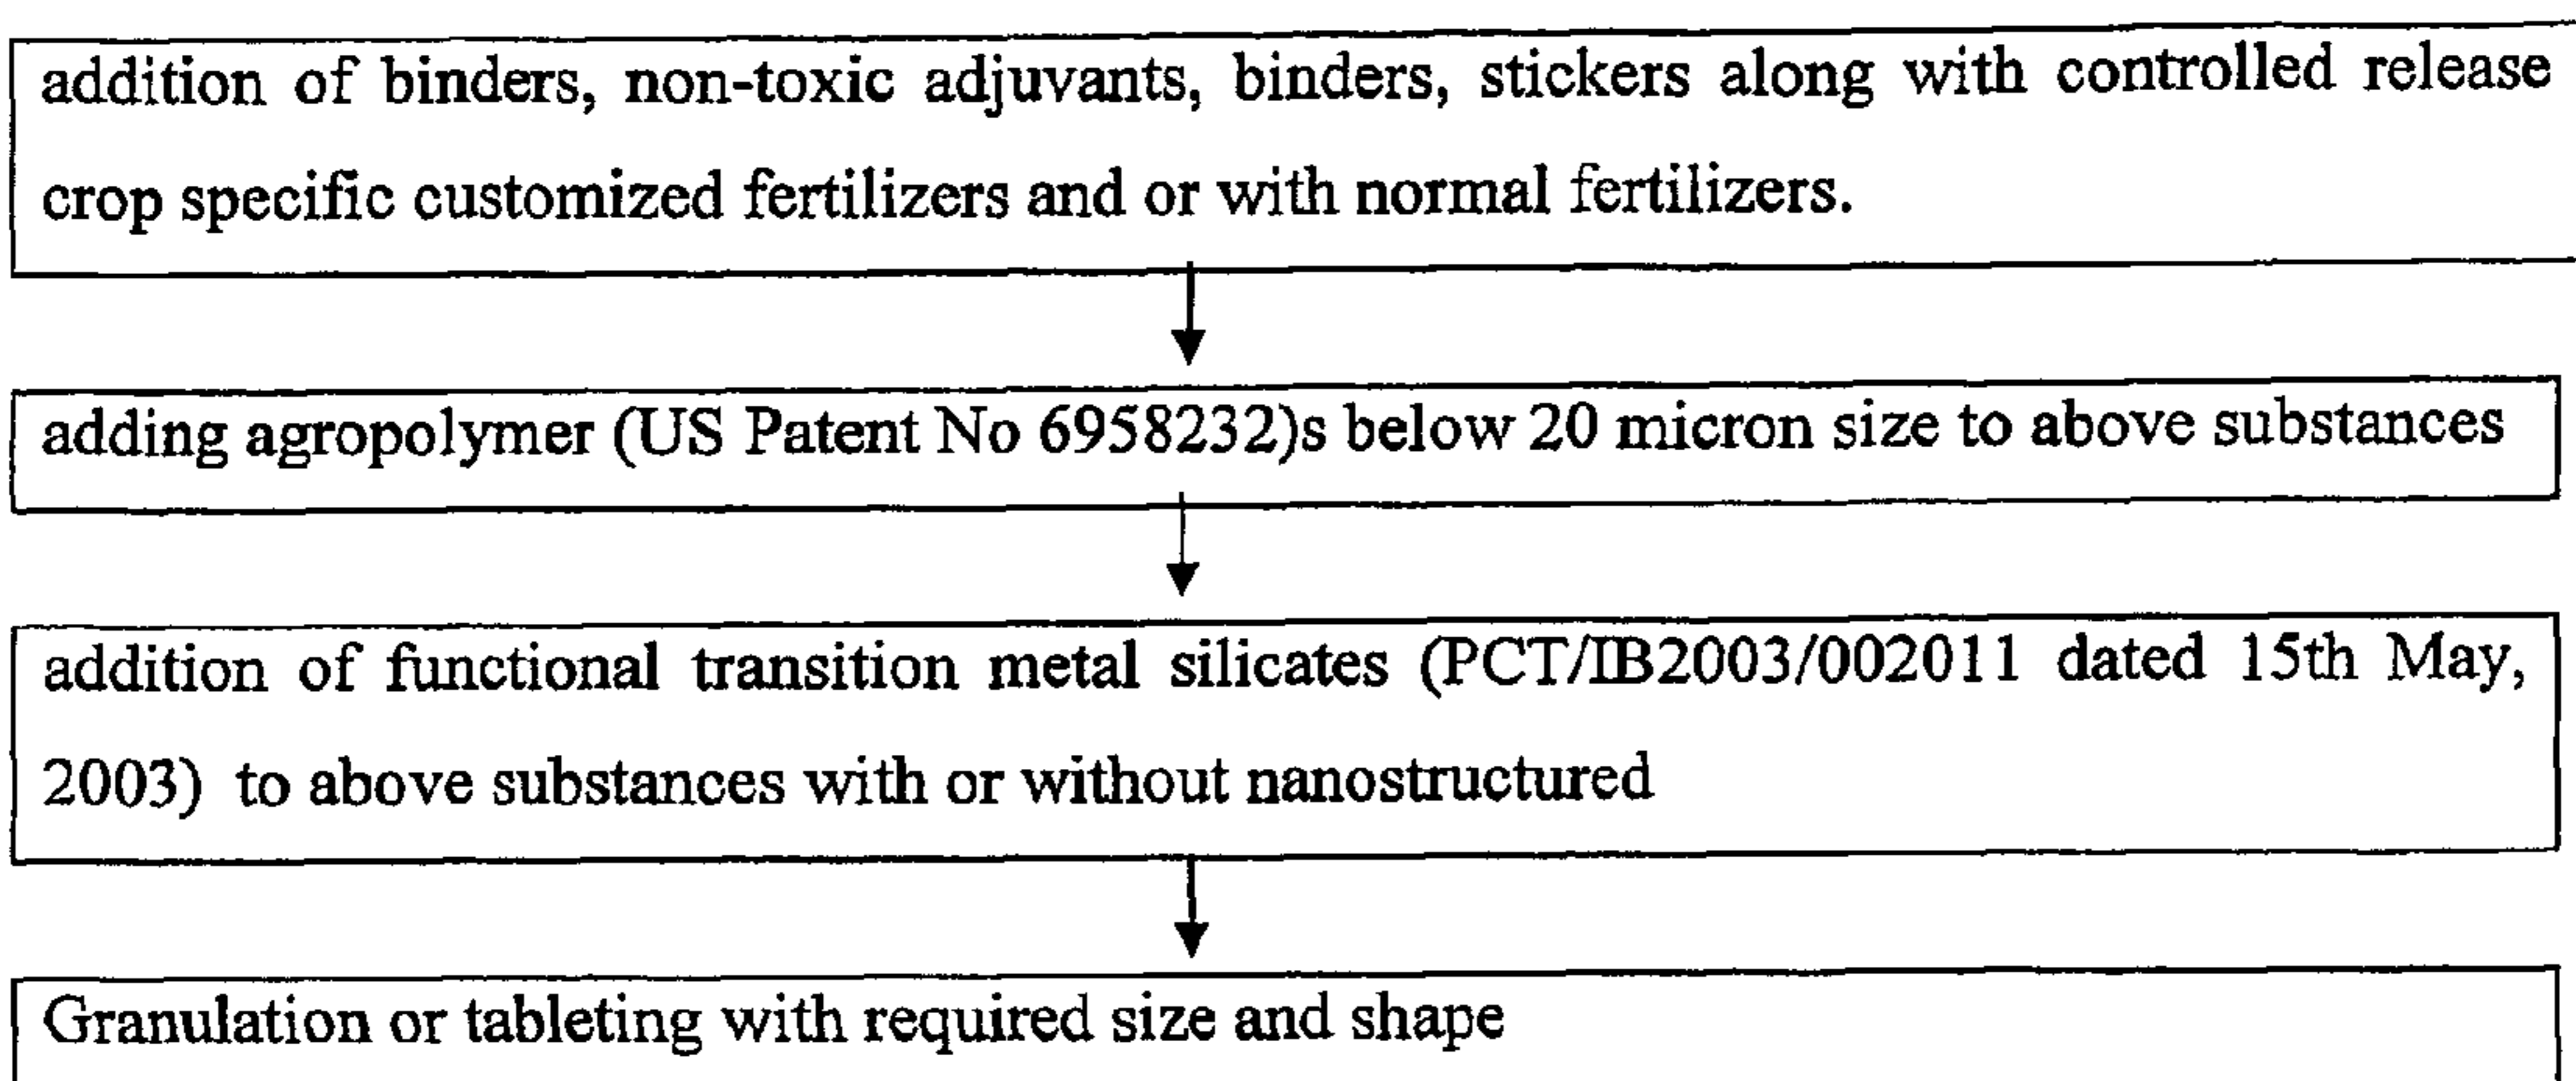 addition of binders, non-toxic adjuvants, binders, stickers along with controlled release
crop specific customized fertilizers and or with normal fertilizers.
adding agropolymer (US Patent No 6958232)s below 20 micron size to above substances
addition of functional transition metal silicates (PCT/IB2003/002011 dated 15th May,
2003) to above substances with or without nanostructured
Granulation or tableting with required size and shape